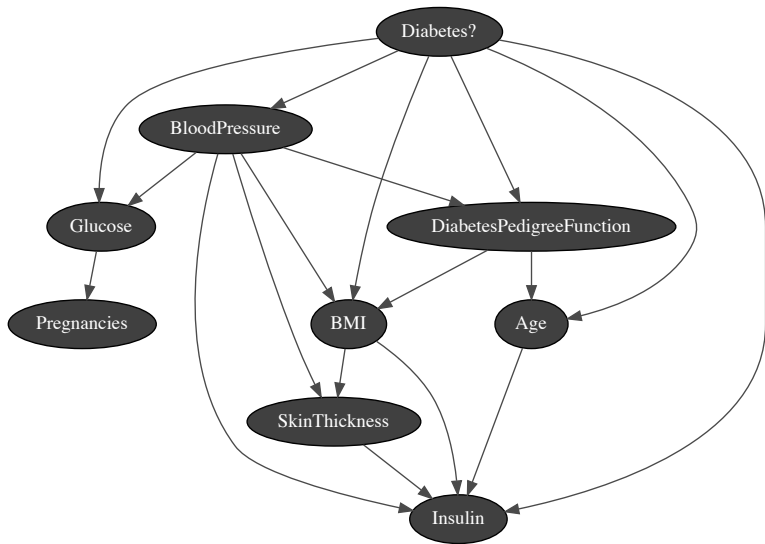 Diabetes?
BloodPressure
Glucose
DiabetesPedigreeFunction
Pregnancies
BMI
Age
SkinThickness
Insulin